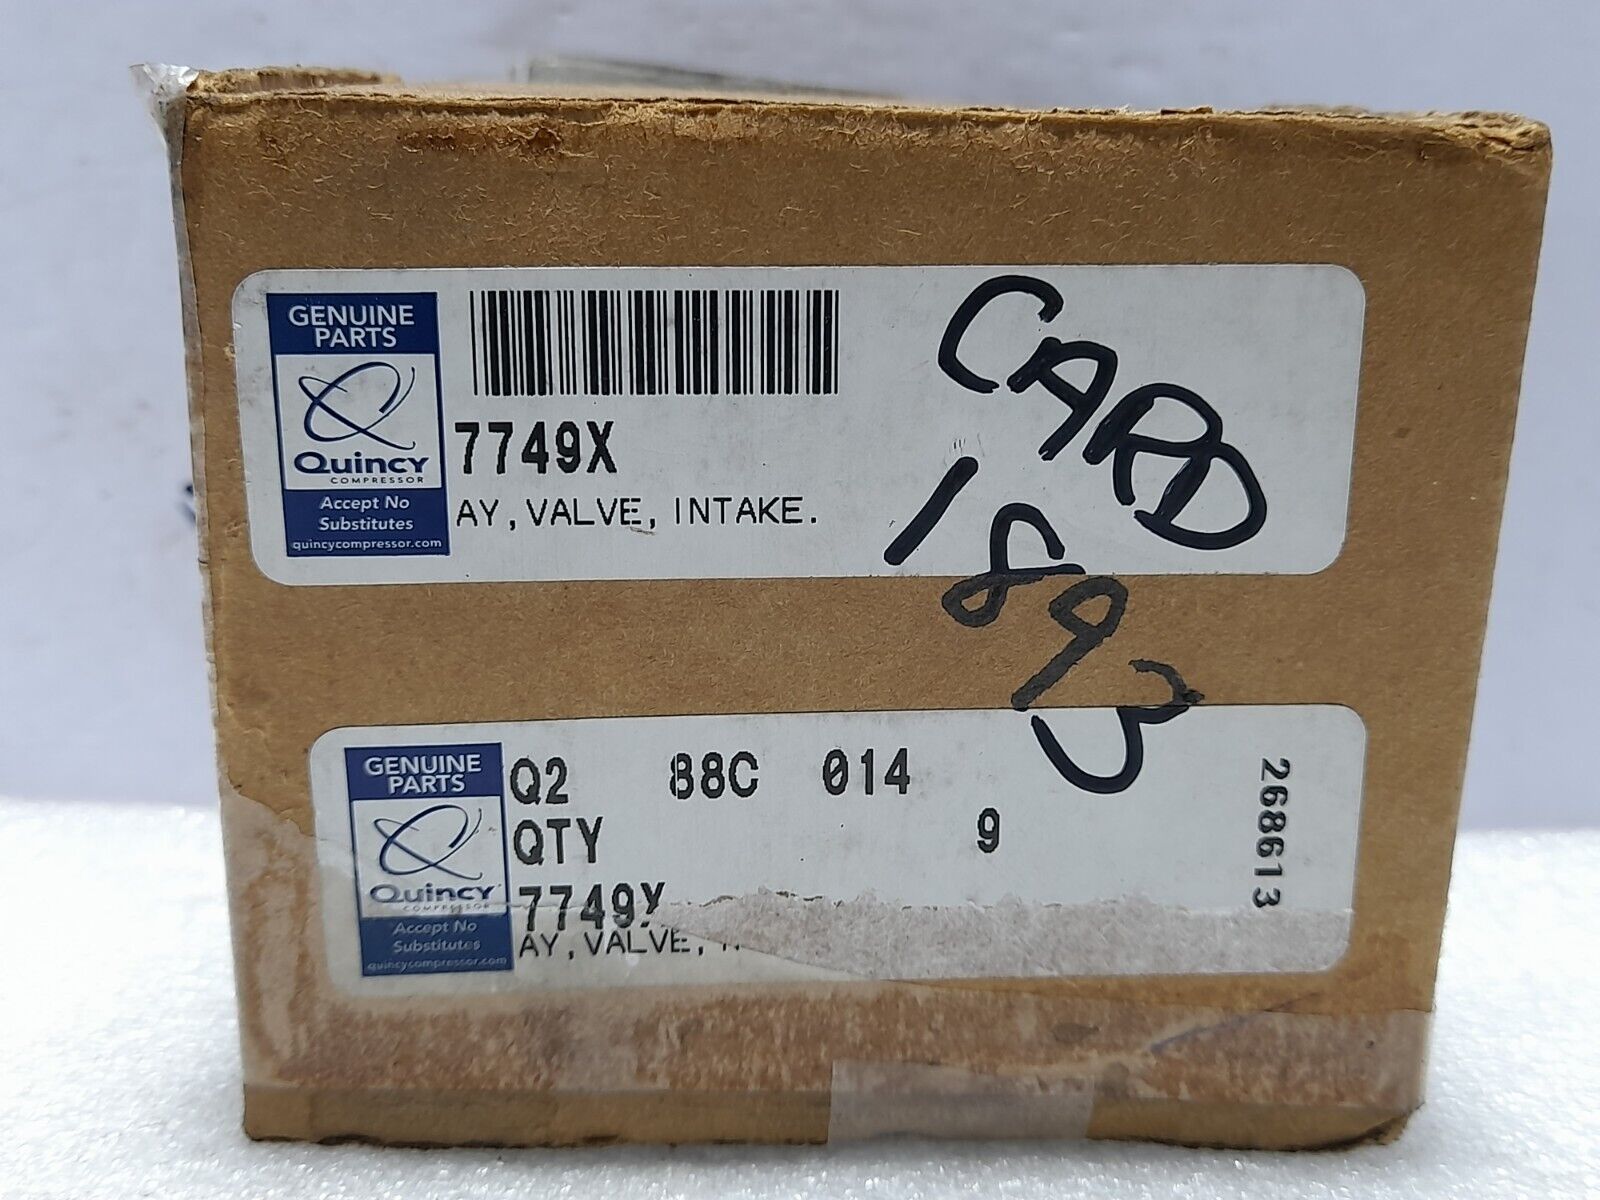 GENUINE
PARTS
Quincy
COMPRESSOR
Accept No
Substitutes
quincycompressor.com
7749X
AY, VALVE, INTAKE.
CARD
1893
GENUINE
PARTS
Quincy
COMPRESSOR
Accept No
Substitutes
quincycompressor.com
Q2 88C 014
QTY 9
7749X
AY, VALVE,
268613